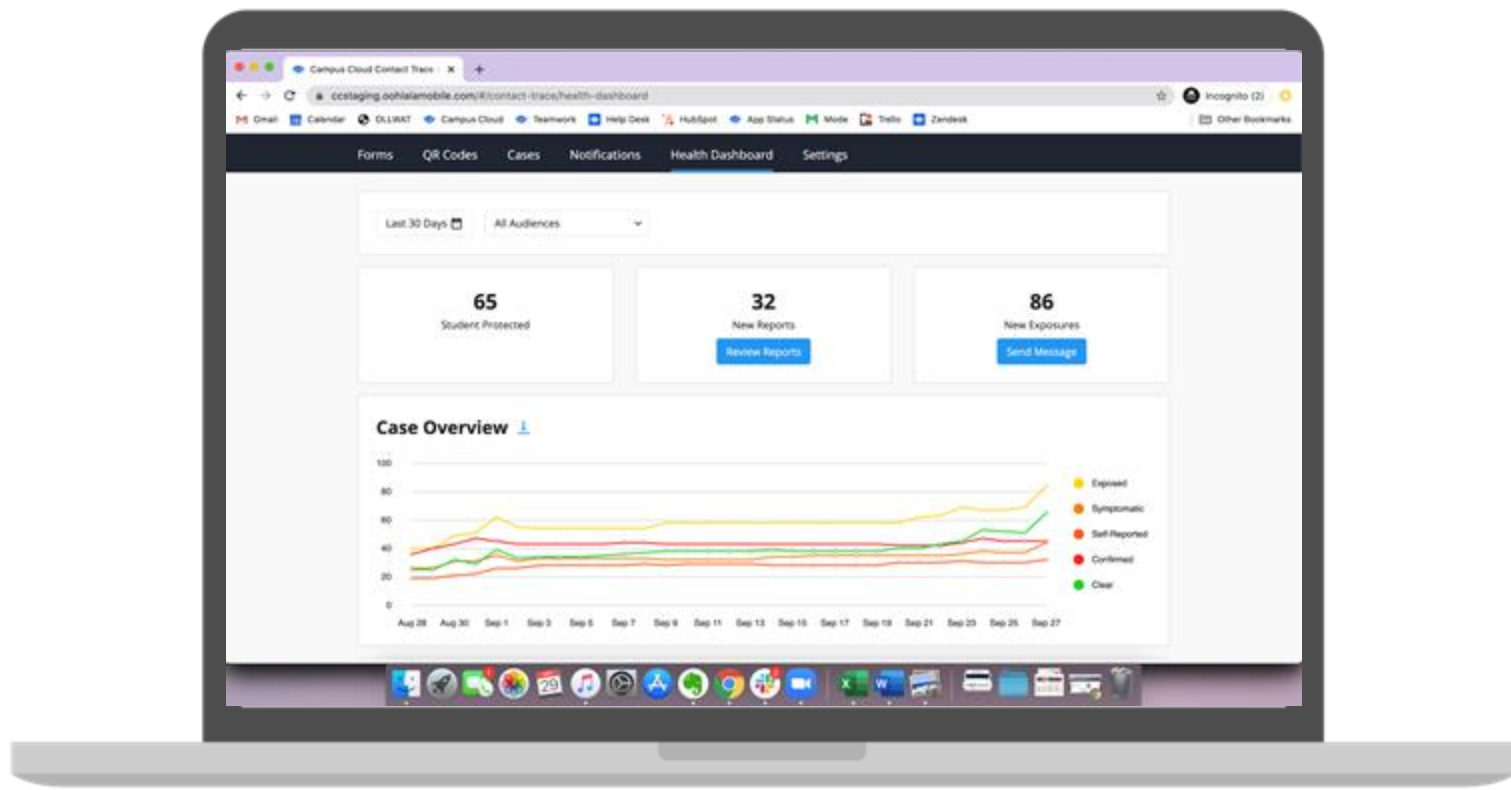 Campus Cloud Contact Trace
ccstaging.oohlalamobile.com/#/contact-trace/health-dashboard
Incognito (2)
Gmail Calendar OLLWAT Campus Cloud Teamwork Help Desk HubSpot App Status Mode Trello Zendesk Other Bookmarks
Forms QR Codes Cases Notifications Health Dashboard Settings
Last 30 Days All Audiences
65 32 86
Student Protected New Reports New Exposures
Review Reports Send Message
Case Overview
100
80
60
40
20
0
Aug 28 Aug 30 Sep 1 Sep 3 Sep 5 Sep 7 Sep 9 Sep 11 Sep 13 Sep 15 Sep 17 Sep 19 Sep 21 Sep 23 Sep 25 Sep 27
Exposed
Symptomatic
Self-Reported
Confirmed
Clear
29